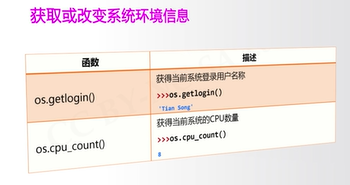 获取或改变系统环境信息
函数 描述
os.getlogin()
获得当前系统登录用户名称
>>>os.getlogin()
'Tian Song'
os.cpu_count()
获得当前系统的CPU数量
>>>os.cpu_count()
8